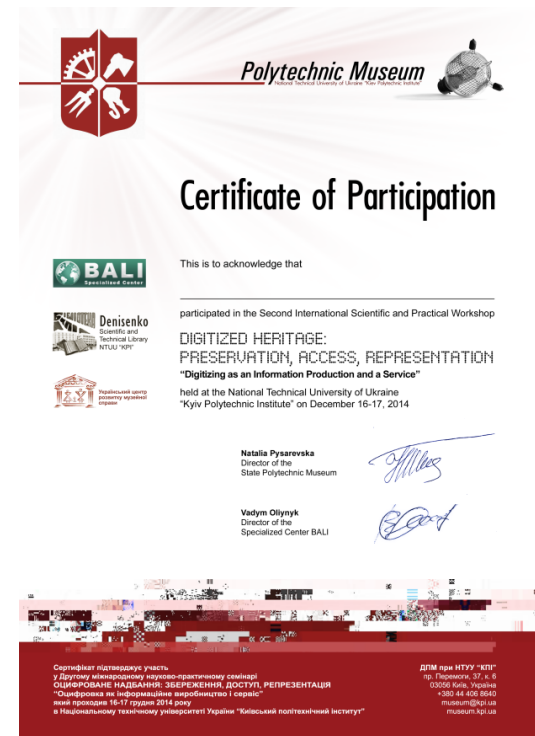 Polytechnic Museum
National Technical University of Ukraine "Kiev Polytechnic Institute"
Certificate of Participation
BALI
Specialized Center
This is to acknowledge that
Denisenko
Scientific and
Technical Library
NTUU "KPI"
participated in the Second International Scientific and Practical Workshop
DIGITIZED HERITAGE:
PRESERVATION, ACCESS, REPRESENTATION
"Digitizing as an Information Production and a Service"
Український центр
розвитку музейної
справи
held at the National Technical University of Ukraine
"Kyiv Polytechnic Institute" on December 16-17, 2014
Natalia Pysarevska
Director of the
State Polytechnic Museum
Vadym Oliynyk
Director of the
Specialized Center BALI
Сертифікат підтверджує участь
у Другому міжнародному науково-практичному семінарі
ОЦИФРОВАНЕ НАДБАННЯ: ЗБЕРЕЖЕННЯ, ДОСТУП, РЕПРЕЗЕНТАЦІЯ
"Оцифровка як інформаційне виробництво і сервіс"
який проходив 16-17 грудня 2014 року
в Національному технічному університеті України "Київський політехнічний інститут"
ДПМ при НТУУ "КПІ"
пр. Перемоги, 37, к. 6
03056 Київ, Україна
+380 44 406 8640
museum@kpi.ua
museum.kpi.ua